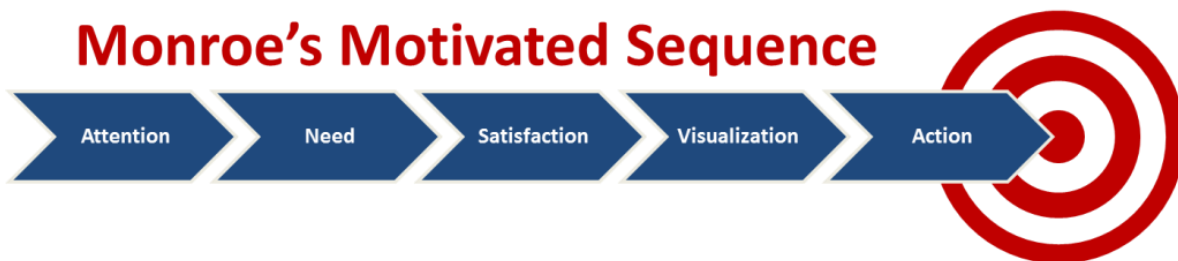 Monroe’s Motivated Sequence
Attention Need Satisfaction Visualization Action